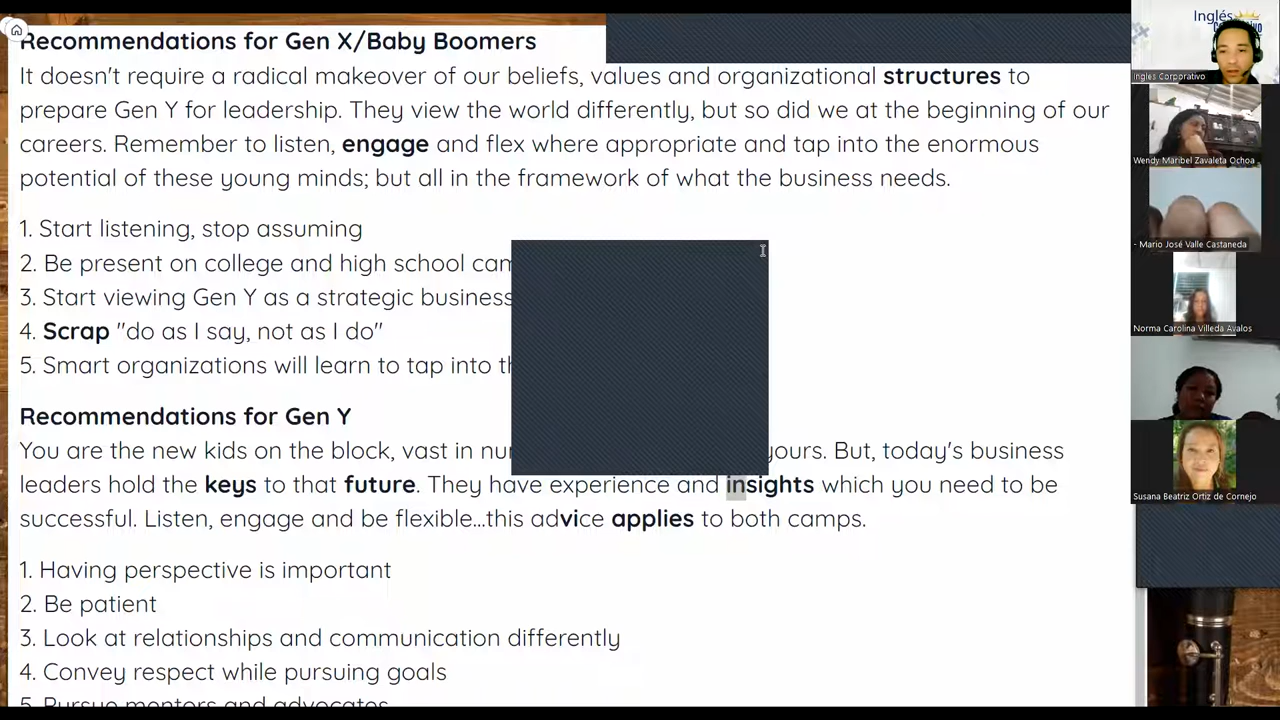 Recommendations for Gen X/Baby Boomers
It doesn't require a radical makeover of our beliefs, values and organizational structures to
prepare Gen Y for leadership. They view the world differently, but so did we at the beginning of our
careers. Remember to listen, engage and flex where appropriate and tap into the enormous
potential of these young minds; but all in the framework of what the business needs.
1. Start listening, stop assuming
2. Be present on college and high school
3. Start viewing Gen Y as a strategic business
4. Scrap "do as I say, not as I do"
5. Smart organizations will learn to tap into
Recommendations for Gen Y
You are the new kids on the block, vast in yours. But, today's business
leaders hold the keys to that future. They have experience and insights which you need to be
successful. Listen, engage and be flexible...this advice applies to both camps.
1. Having perspective is important
2. Be patient
3. Look at relationships and communication differently
4. Convey respect while pursuing goals
5. Pursue mentors and advocates
Inglés
Ingles Corporativo
Wendy Maribel Zavaleta Ochoa
- Mario José Valle Castaneda
Norma Carolina Villeda Avalos
Susana Beatriz Ortiz de Cornejo